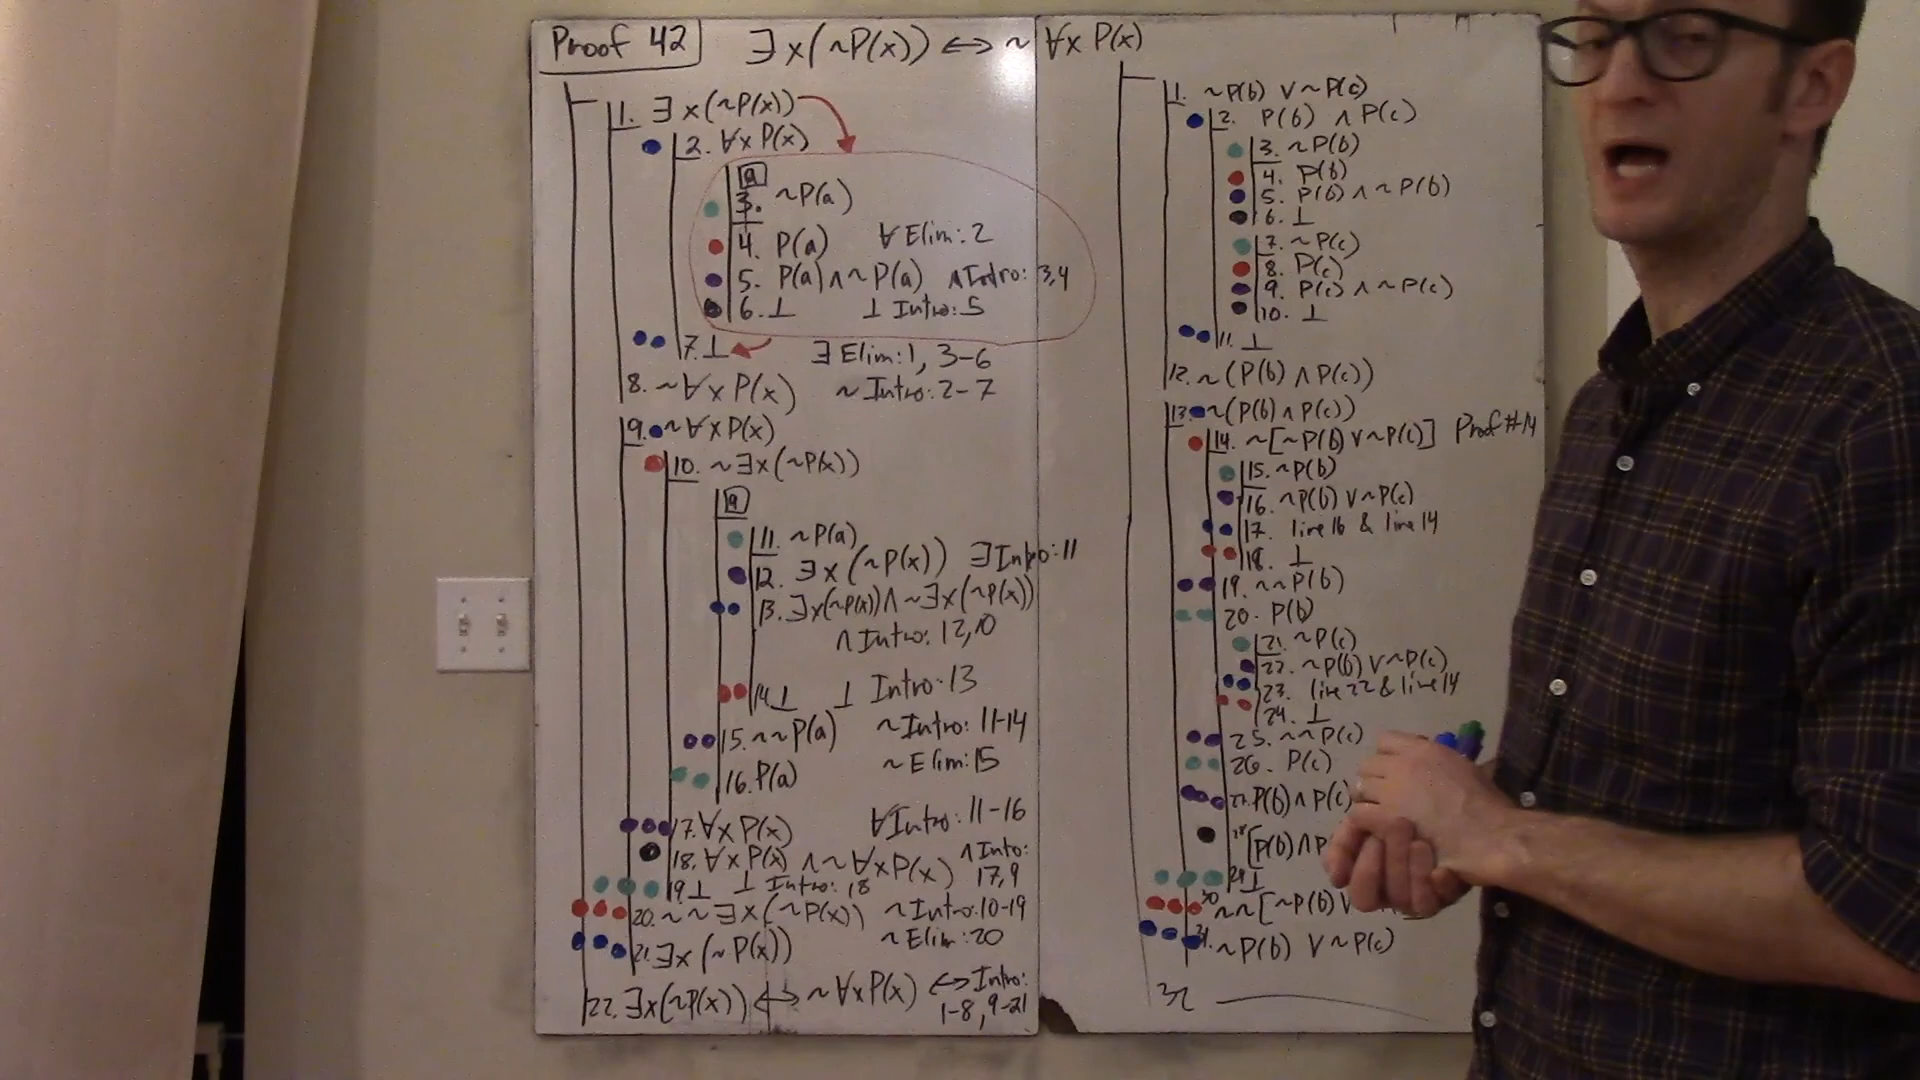 Proof 42
∃x(~P(x)) ↔ ~∀x P(x)
1. ∃x(~P(x))
2. ∀x P(x)
a
3. ~P(a)
4. P(a) ∀ Elim: 2
5. P(a) ∧ ~P(a) ∧ Intro: 3,4
6. ⊥ ⊥ Intro: 5
7. ⊥ ∃ Elim: 1, 3-6
8. ~∀x P(x) ~ Intro: 2-7
9. ~∀x P(x)
10. ~∃x(~P(x))
a
11. ~P(a)
12. ∃x(~P(x)) ∃ Intro: 11
13. ∃x(~P(x)) ∧ ~∃x(~P(x))
∧ Intro: 12,10
14. ⊥ ⊥ Intro: 13
15. ~~P(a) ~ Intro: 11-14
16. P(a) ~ Elim: 15
17. ∀x P(x) ∀ Intro: 11-16
18. ∀x P(x) ∧ ~∀x P(x) ∧ Into: 17,9
19. ⊥ ⊥ Intro: 18
20. ~~∃x(~P(x)) ~ Intro: 10-19
21. ∃x(~P(x)) ~ Elim: 20
22. ∃x(~P(x)) ↔ ~∀x P(x) ↔ Intro: 1-8, 9-21
1. ~P(b) ∨ ~P(c)
2. P(b) ∧ P(c)
3. ~P(b)
4. P(b)
5. P(b) ∧ ~P(b)
6. ⊥
7. ~P(c)
8. P(c)
9. P(c) ∧ ~P(c)
10. ⊥
11. ⊥
12. ~(P(b) ∧ P(c))
13. ~(P(b) ∧ P(c))
14. ~[~P(b) ∨ ~P(c)] Proof #14
15. ~P(b)
16. ~P(b) ∨ ~P(c)
17. line 16 & line 14
18. ⊥
19. ~~P(b)
20. P(b)
21. ~P(c)
22. ~P(b) ∨ ~P(c)
23. line 22 & line 14
24. ⊥
25. ~~P(c)
26. P(c)
27. P(b) ∧ P(c)
28 [P(b) ∧ P
29 ⊥
30 ~~[~P(b) ∨
31. ~P(b) ∨ ~P(c)
32